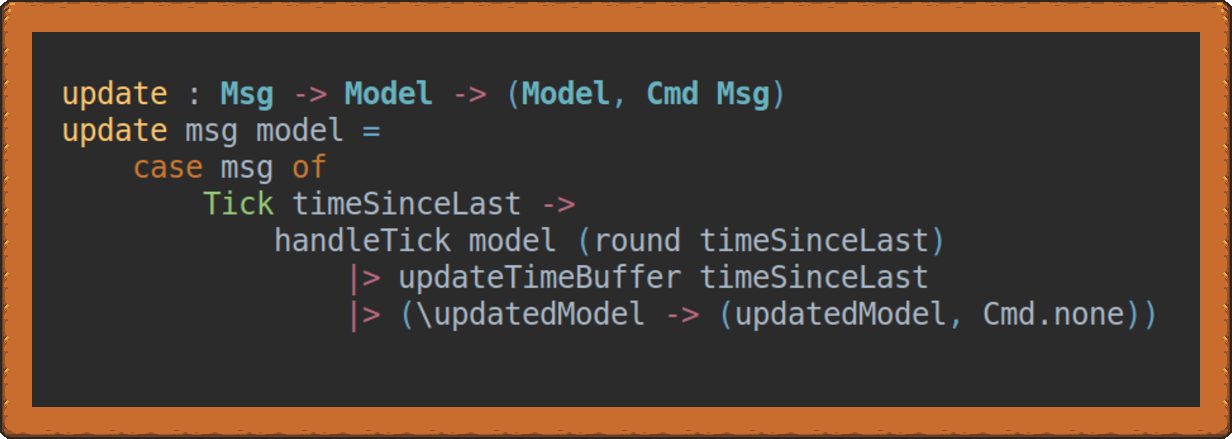 update : Msg -> Model -> (Model, Cmd Msg)
update msg model =
    case msg of
        Tick timeSinceLast ->
            handleTick model (round timeSinceLast)
                |> updateTimeBuffer timeSinceLast
                |> (\updatedModel -> (updatedModel, Cmd.none))